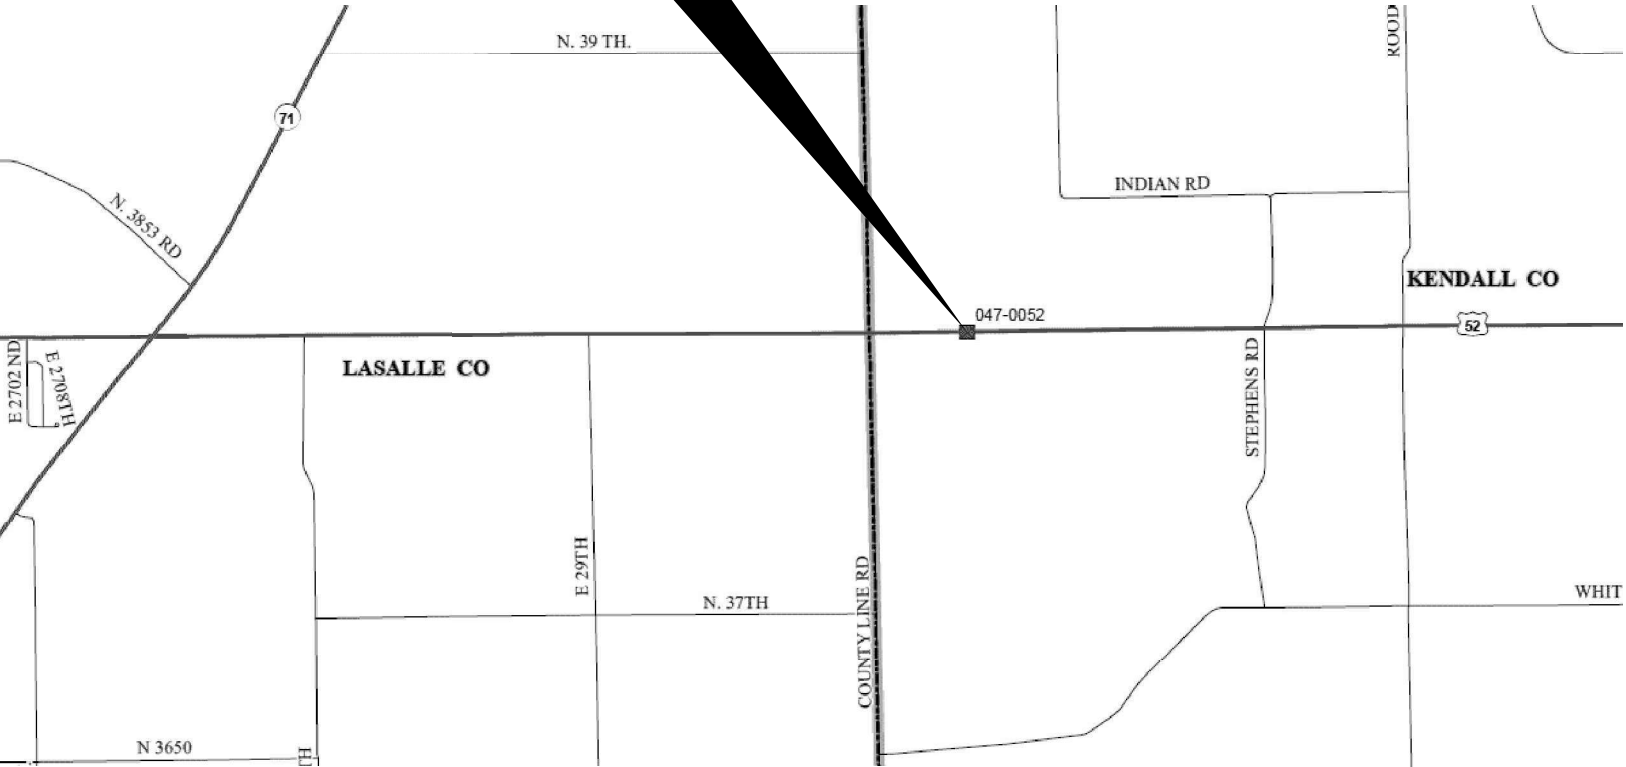 N. 39 TH.
ROOD
71
INDIAN RD
N. 3853 RD
KENDALL CO
047-0052
52
LASALLE CO
E 2702 ND
E 2708TH
STEPHENS RD
E 29TH
COUNTY LINE RD
N. 37TH
WHIT
N 3650
TH